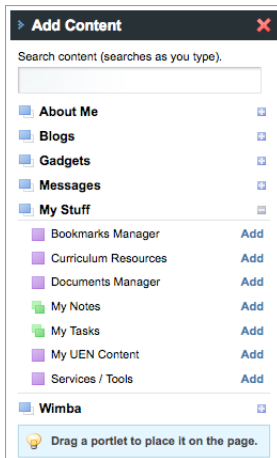 Add Content
Search content (searches as you type).
About Me
Blogs
Gadgets
Messages
My Stuff
Bookmarks Manager Add
Curriculum Resources Add
Documents Manager Add
My Notes Add
My Tasks Add
My UEN Content Add
Services / Tools Add
Wimba
Drag a portlet to place it on the page.